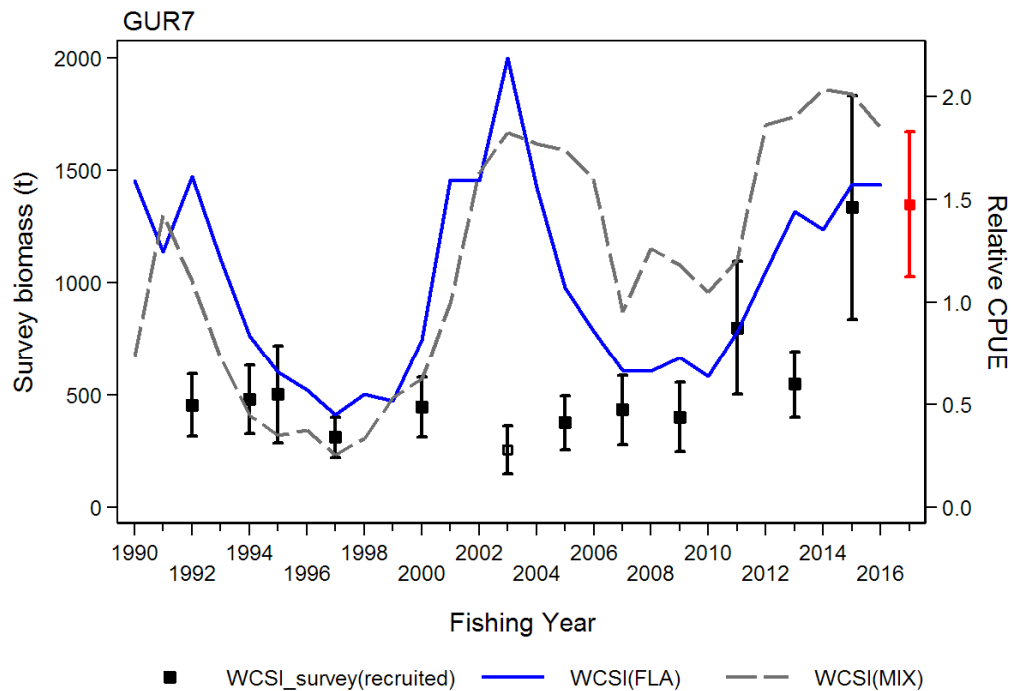 GUR7
2000
1500
1000
500
0
Survey biomass (t)
2.0
1.5
1.0
0.5
0.0
Relative CPUE
1990 1994 1998 2002 2006 2010 2014
1992 1996 2000 2004 2008 2012 2016
Fishing Year
WCSI_survey(recruited) WCSI(FLA) WCSI(MIX)